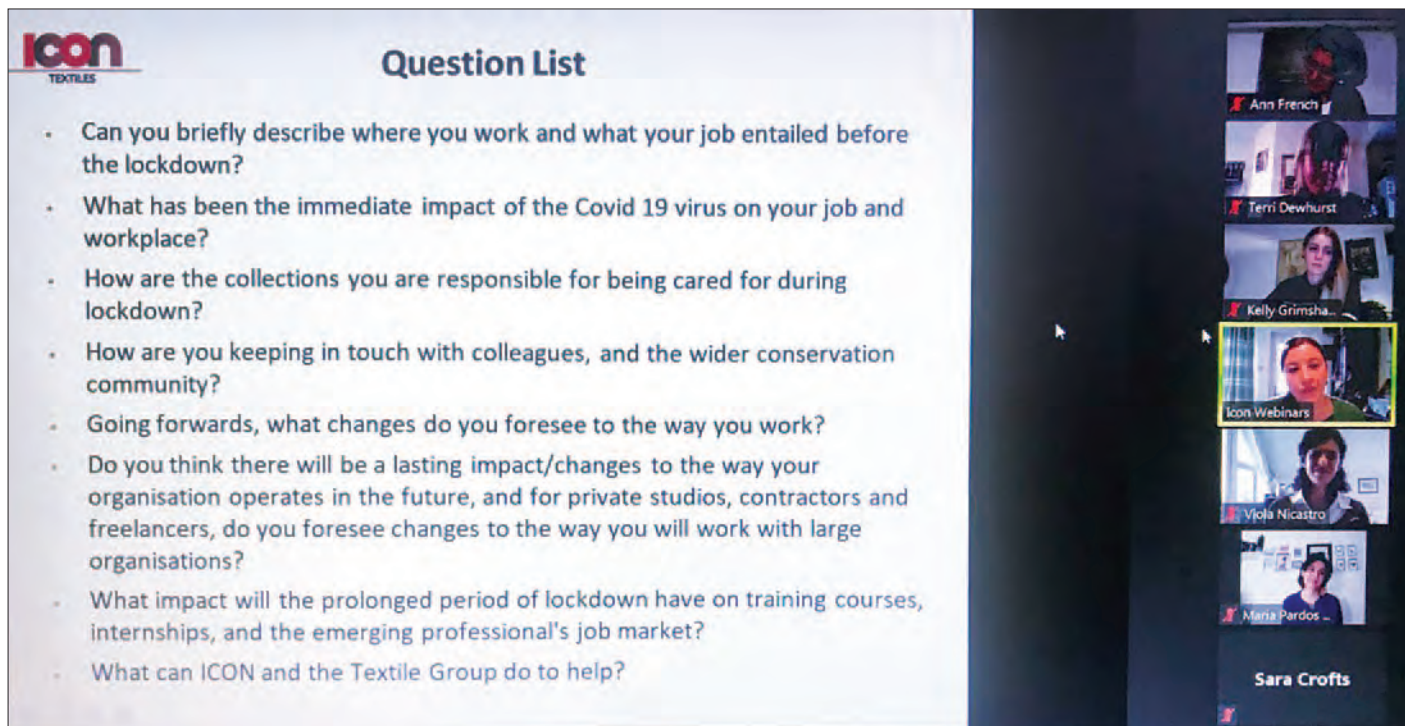 ICON
TEXTILES
Question List
• Can you briefly describe where you work and what your job entailed before
the lockdown?
• What has been the immediate impact of the Covid 19 virus on your job and
workplace?
• How are the collections you are responsible for being cared for during
lockdown?
• How are you keeping in touch with colleagues, and the wider conservation
community?
• Going forwards, what changes do you foresee to the way you work?
• Do you think there will be a lasting impact/changes to the way your
organisation operates in the future, and for private studios, contractors and
freelancers, do you foresee changes to the way you will work with large
organisations?
• What impact will the prolonged period of lockdown have on training courses,
internships, and the emerging professional's job market?
• What can ICON and the Textile Group do to help?
Ann French
Terri Dewhurst
Kelly Grimsha...
Icon Webinars
Viola Nicastro
Maria Pardos ...
Sara Crofts